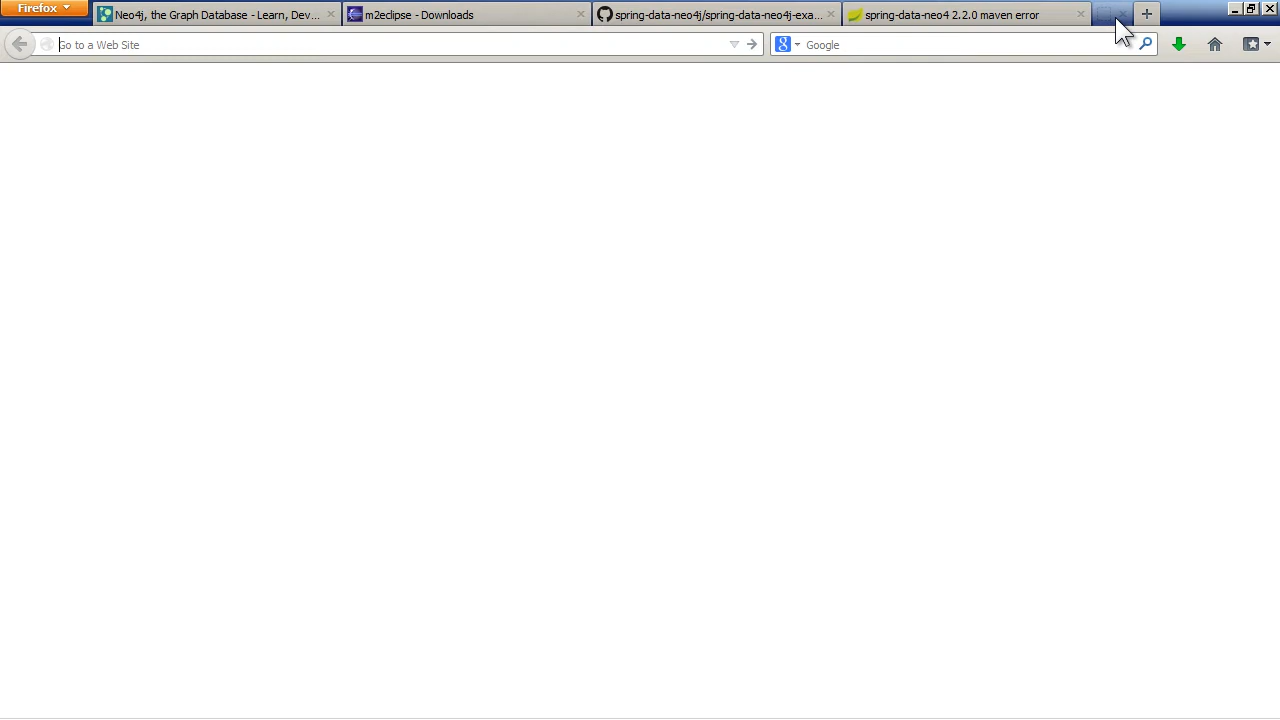 Firefox
Neo4j, the Graph Database - Learn, Dev...
m2eclipse - Downloads
spring-data-neo4j/spring-data-neo4j-exa...
spring-data-neo4 2.2.0 maven error
Go to a Web Site
Google